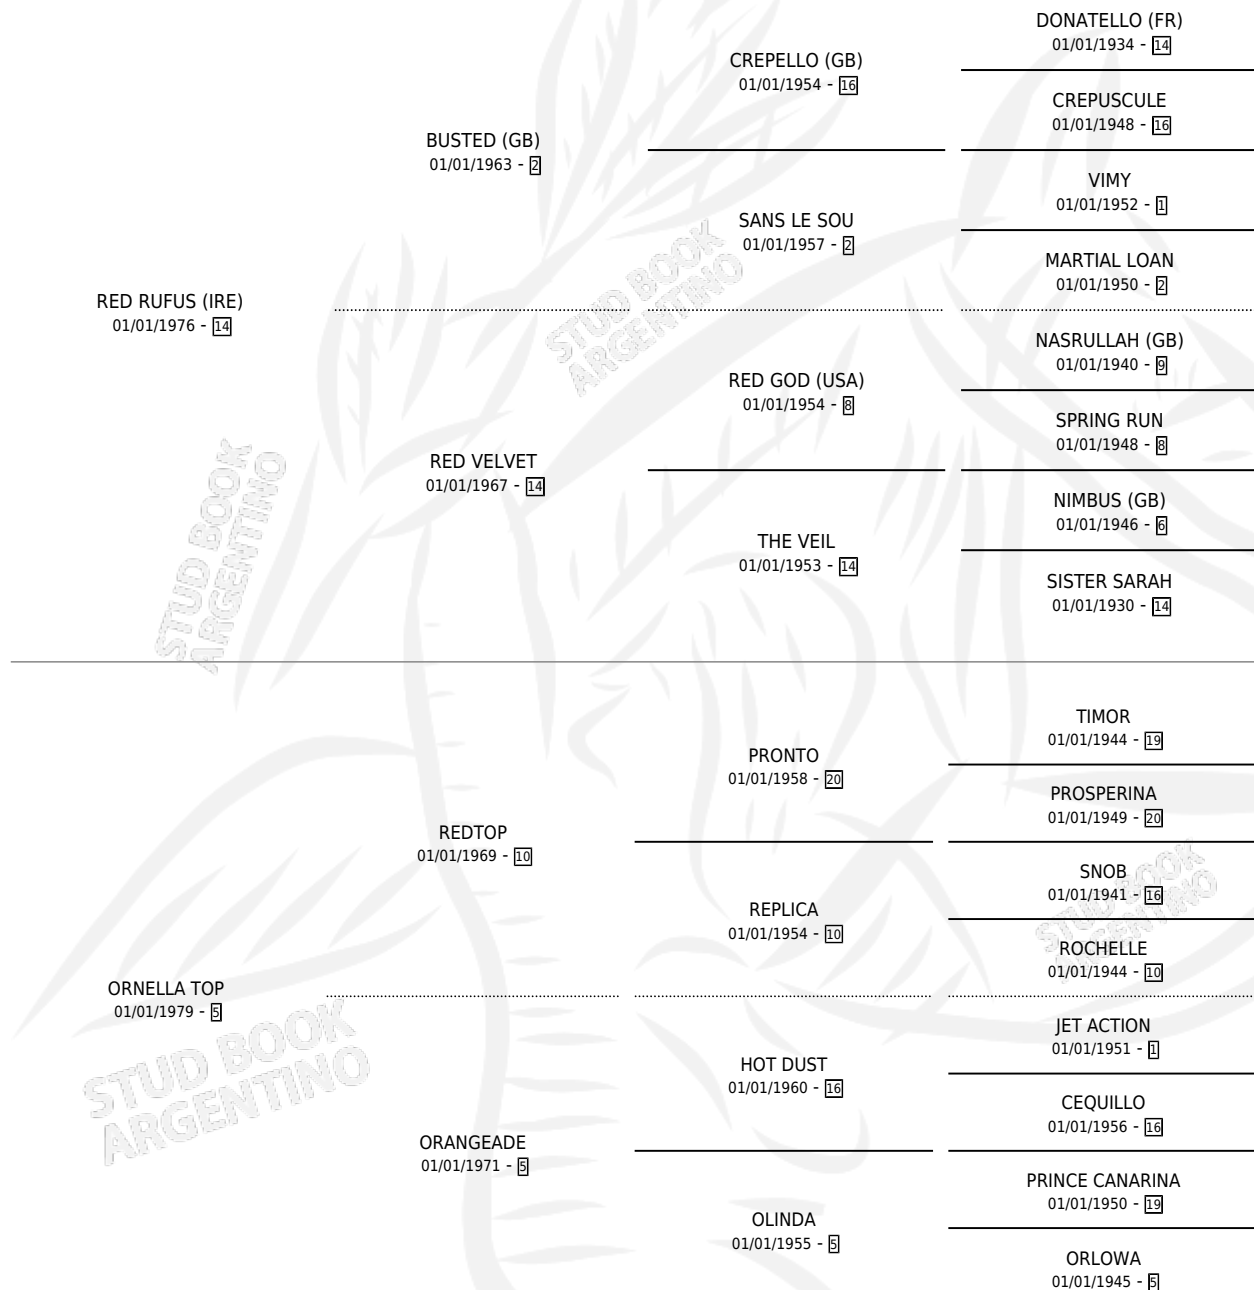 DONATELLO (FR)
01/01/1934 - 14
CREPELLO (GB)
01/01/1954 - 16
CREPUSCULE
01/01/1948 - 16
BUSTED (GB)
01/01/1963 - 2
VIMY
01/01/1952 - 1
SANS LE SOU
01/01/1957 - 2
MARTIAL LOAN
01/01/1950 - 2
RED RUFUS (IRE)
01/01/1976 - 14
NASRULLAH (GB)
01/01/1940 - 9
RED GOD (USA)
01/01/1954 - 8
SPRING RUN
01/01/1948 - 8
RED VELVET
01/01/1967 - 14
NIMBUS (GB)
01/01/1946 - 6
THE VEIL
01/01/1953 - 14
SISTER SARAH
01/01/1930 - 14
STUD BOOK
ARGENTINO
STUD BOOK
ARGENTINO
TIMOR
01/01/1944 - 19
PRONTO
01/01/1958 - 20
PROSPERINA
01/01/1949 - 20
REDTOP
01/01/1969 - 10
SNOB
01/01/1941 - 16
REPLICA
01/01/1954 - 10
ROCHELLE
01/01/1944 - 10
STUD BOOK
ARGENTINO
ORNELLA TOP
01/01/1979 - 5
JET ACTION
01/01/1951 - 1
HOT DUST
01/01/1960 - 16
CEQUILLO
01/01/1956 - 16
STUD BOOK
ARGENTINO
ORANGEADE
01/01/1971 - 5
PRINCE CANARINA
01/01/1950 - 19
OLINDA
01/01/1955 - 5
ORLOWA
01/01/1945 - 5